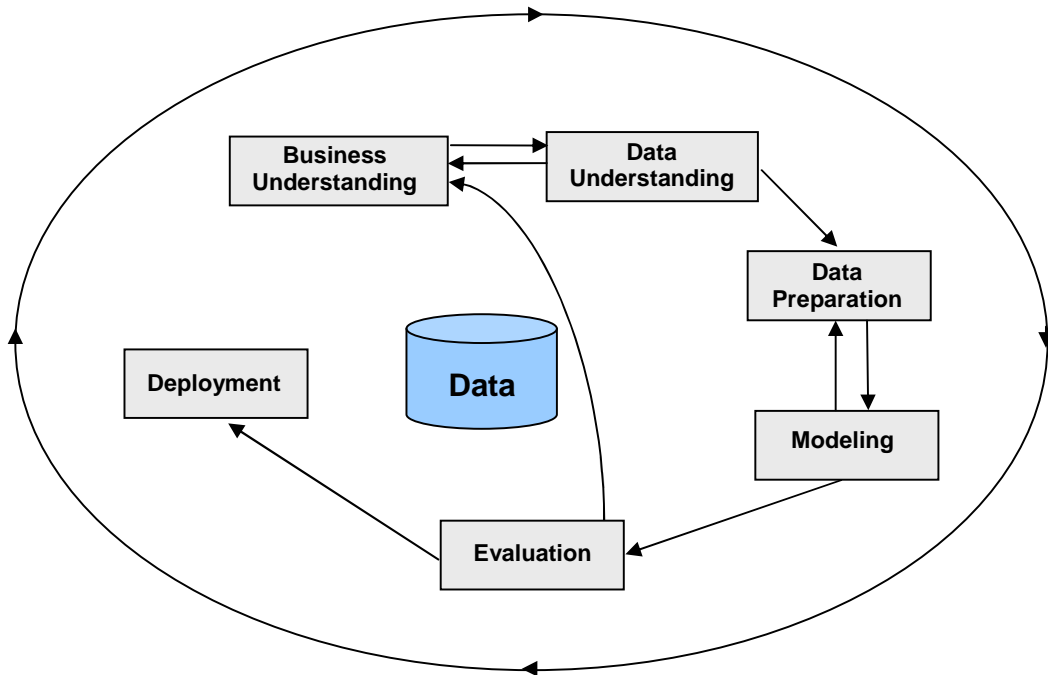 Business
Understanding
Data
Understanding
Data
Preparation
Data
Deployment
Modeling
Evaluation